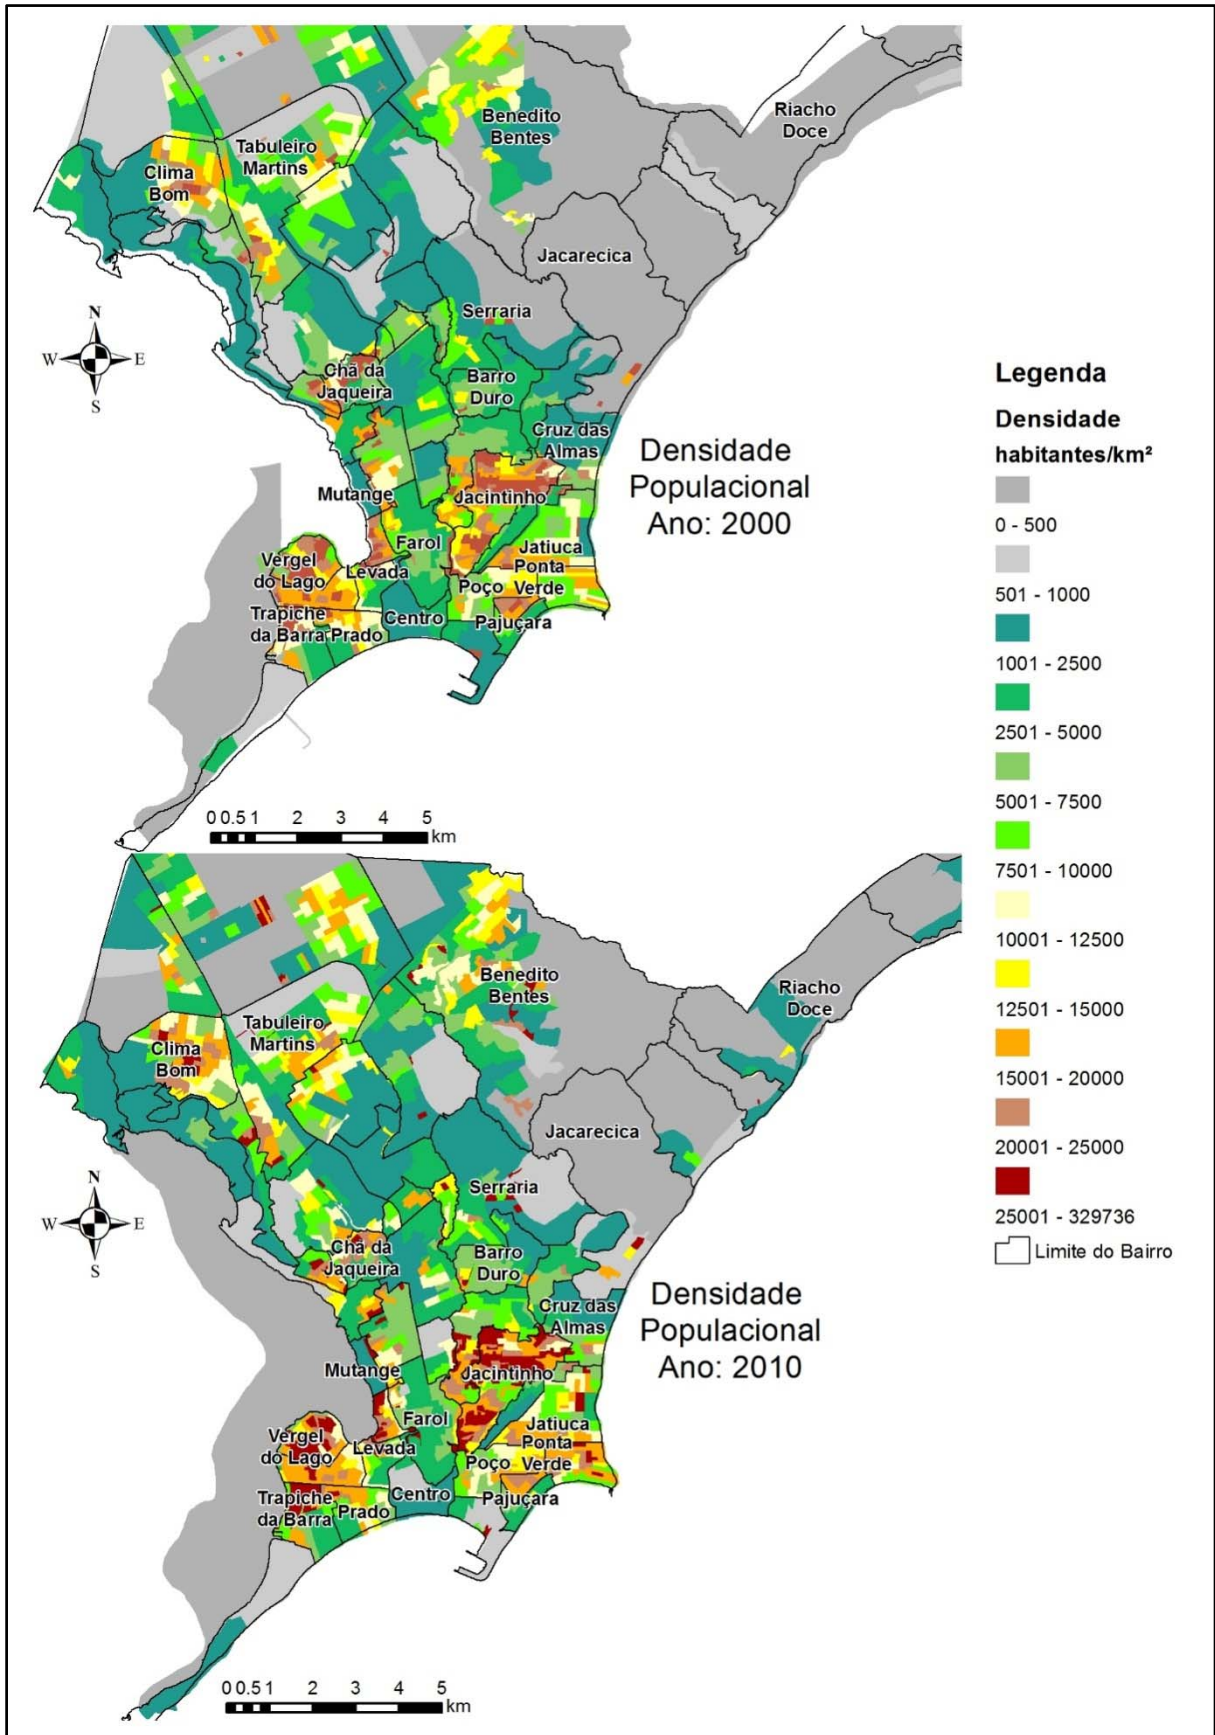 Riacho
Doce
Benedito
Bentes
Tabuleiro
Martins
Clima
Bom
Jacarecica
N
W E
S
Serraria
Chã da
Jaqueira
Barro
Duro
Cruz das
Almas
Mutange
Jacintinho
Farol
Vergel
do Lago
Levada
Jatiuca
Ponta
Verde
Poço
Trapiche
da Barra
Prado
Centro
Pajuçara
Densidade
Populacional
Ano: 2000
0 0.5 1 2 3 4 5
km
Legenda
Densidade
habitantes/km²
0 - 500
501 - 1000
1001 - 2500
2501 - 5000
5001 - 7500
7501 - 10000
10001 - 12500
12501 - 15000
15001 - 20000
20001 - 25000
25001 - 329736
Limite do Bairro
Benedito
Bentes
Riacho
Doce
Tabuleiro
Martins
Clima
Bom
Jacarecica
N
W E
S
Serraria
Chã da
Jaqueira
Barro
Duro
Cruz das
Almas
Mutange
Jacintinho
Farol
Vergel
do Lago
Levada
Jatiuca
Ponta
Verde
Poço
Trapiche
da Barra
Prado
Centro
Pajuçara
Densidade
Populacional
Ano: 2010
0 0.5 1 2 3 4 5
km